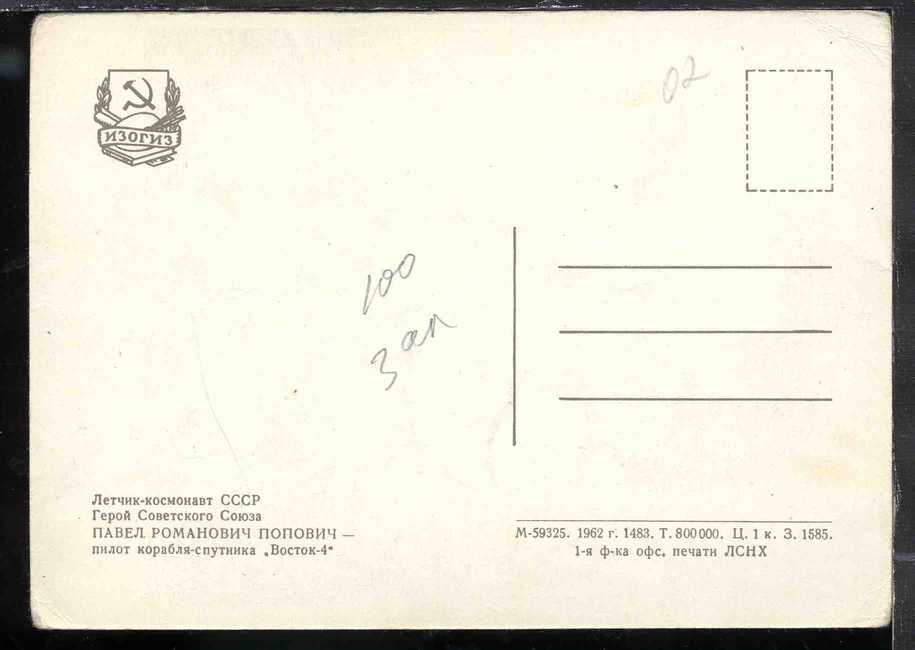 ИЗОГИЗ
02
100
Зап
Летчик-космонавт СССР
Герой Советского Союза
ПАВЕЛ РОМАНОВИЧ ПОПОВИЧ —
пилот корабля-спутника „Восток-4“
М-59325. 1962 г. 1483. Т. 800 000. Ц. 1 к. З. 1585.
1-я ф-ка офс. печати ЛСНХ